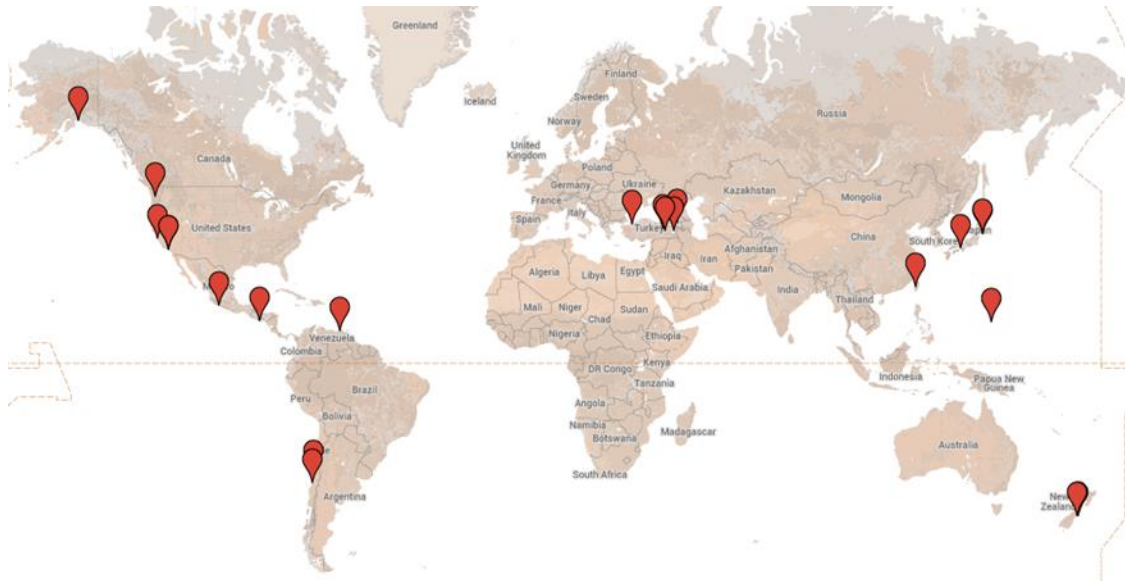 Greenland
Iceland
Finland
Sweden
Norway
Russia
United
Kingdom
Canada
Poland
Germany
Ukraine
Kazakhstan
Mongolia
France
Italy
Spain
United States
Turkey
China
South Korea
Afghanistan
Iraq
Iran
Pakistan
Algeria
Libya
Egypt
Saudi Arabia
India
Mali
Niger
Sudan
Thailand
Chad
Venezuela
Nigeria
Ethiopia
Colombia
DR Congo
Kenya
Indonesia
Papua New
Guinea
Tanzania
Brazil
Peru
Angola
Bolivia
Namibia
Botswana
Madagascar
Australia
South Africa
Argentina
New
Zealand